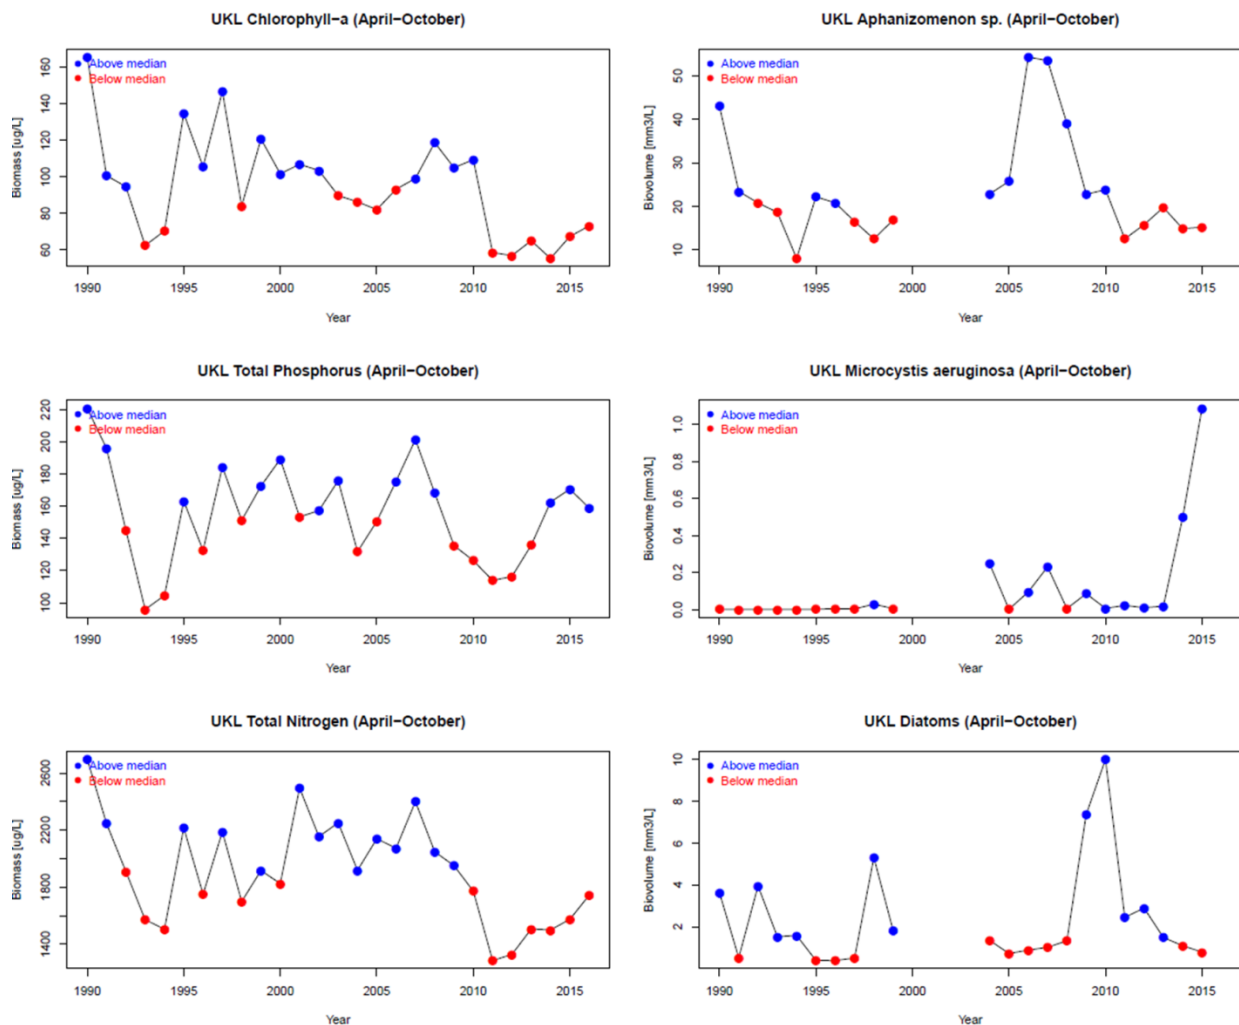 UKL Chlorophyll−a (April−October)
Above median
Below median
Biomass [ug/L]
160
140
120
100
80
60
1990 1995 2000 2005 2010 2015
Year
UKL Aphanizomenon sp. (April−October)
Above median
Below median
Biovolume [mm3/L]
50
40
30
20
10
1990 1995 2000 2005 2010 2015
Year
UKL Total Phosphorus (April−October)
Above median
Below median
Biomass [ug/L]
220
200
180
160
140
120
100
1990 1995 2000 2005 2010 2015
Year
UKL Microcystis aeruginosa (April−October)
Above median
Below median
Biovolume [mm3/L]
1.0
0.8
0.6
0.4
0.2
0.0
1990 1995 2000 2005 2010 2015
Year
UKL Total Nitrogen (April−October)
Above median
Below median
Biomass [ug/L]
2600
2200
1800
1400
1990 1995 2000 2005 2010 2015
Year
UKL Diatoms (April−October)
Above median
Below median
Biovolume [mm3/L]
10
8
6
4
2
1990 1995 2000 2005 2010 2015
Year